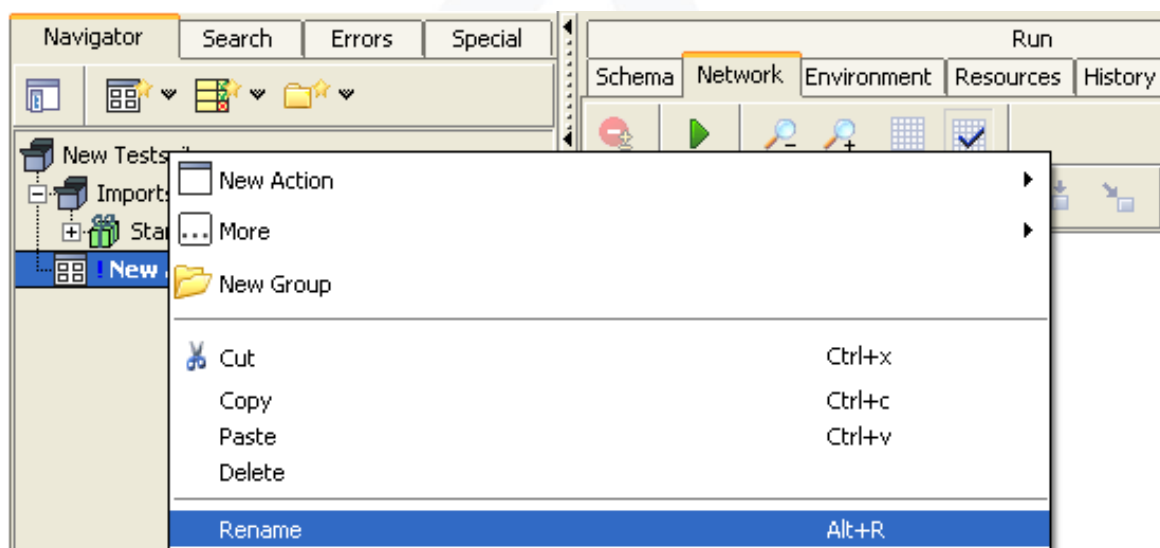 Navigator Search Errors Special
Run
Schema Network Environment Resources History
New Tests
Imports
Star
! New
New Action
... More
New Group
Cut Ctrl+x
Copy Ctrl+c
Paste Ctrl+v
Delete
Rename Alt+R